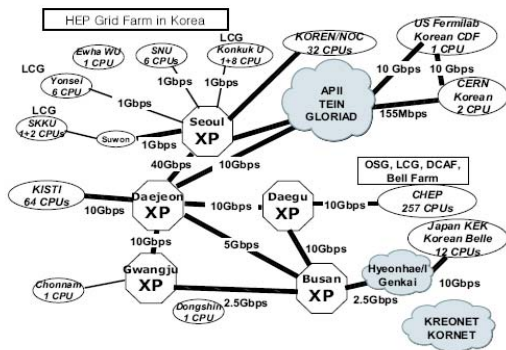 HEP Grid Farm in Korea
Ewha WU
1 CPU
SNU
6 CPUs
LCG
Konkuk U
1+8 CPUs
KOREN/NOC
32 CPUs
US Fermilab
Korean CDF
1 CPU
LCG
Yonsei
6 CPU
1Gbps
1Gbps
1Gbps
10 Gbps
10 Gbps
APII
TEIN
GLORIAD
CERN
Korean
2 CPU
155Mbps
LCG
SKKU
1+2 CPUs
Suwon
1Gbps
Seoul
XP
40Gbps
10Gbps
OSG, LCG, DCAF,
Bell Farm
KISTI
64 CPUs
10Gbps
Daejeon
XP
10Gbps
Daegu
XP
10Gbps
CHEP
257 CPUs
10Gbps
5Gbps
10Gbps
Japan KEK
Korean Belle
12 CPUs
Gwangju
XP
Busan
XP
Hyeonhae/
Genkai
10Gbps
Chonnam
1 CPU
Dongshin
1 CPU
2.5Gbps
2.5Gbps
KREONET
KORNET